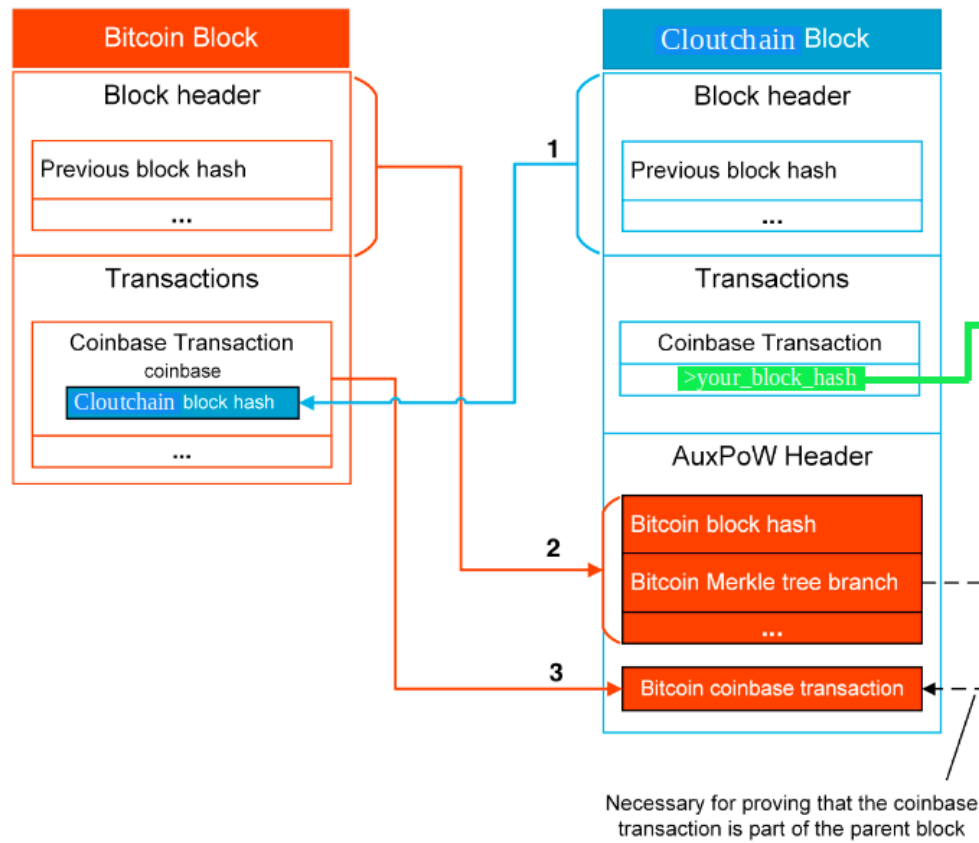 Bitcoin Block
Block header
Previous block hash
...
Transactions
Coinbase Transaction
coinbase
Cloutchain block hash
...
1
2
3
Cloutchain Block
Block header
Previous block hash
...
Transactions
Coinbase Transaction
>your_block_hash
AuxPoW Header
Bitcoin block hash
Bitcoin Merkle tree branch
...
Bitcoin coinbase transaction
Necessary for proving that the coinbase
transaction is part of the parent block